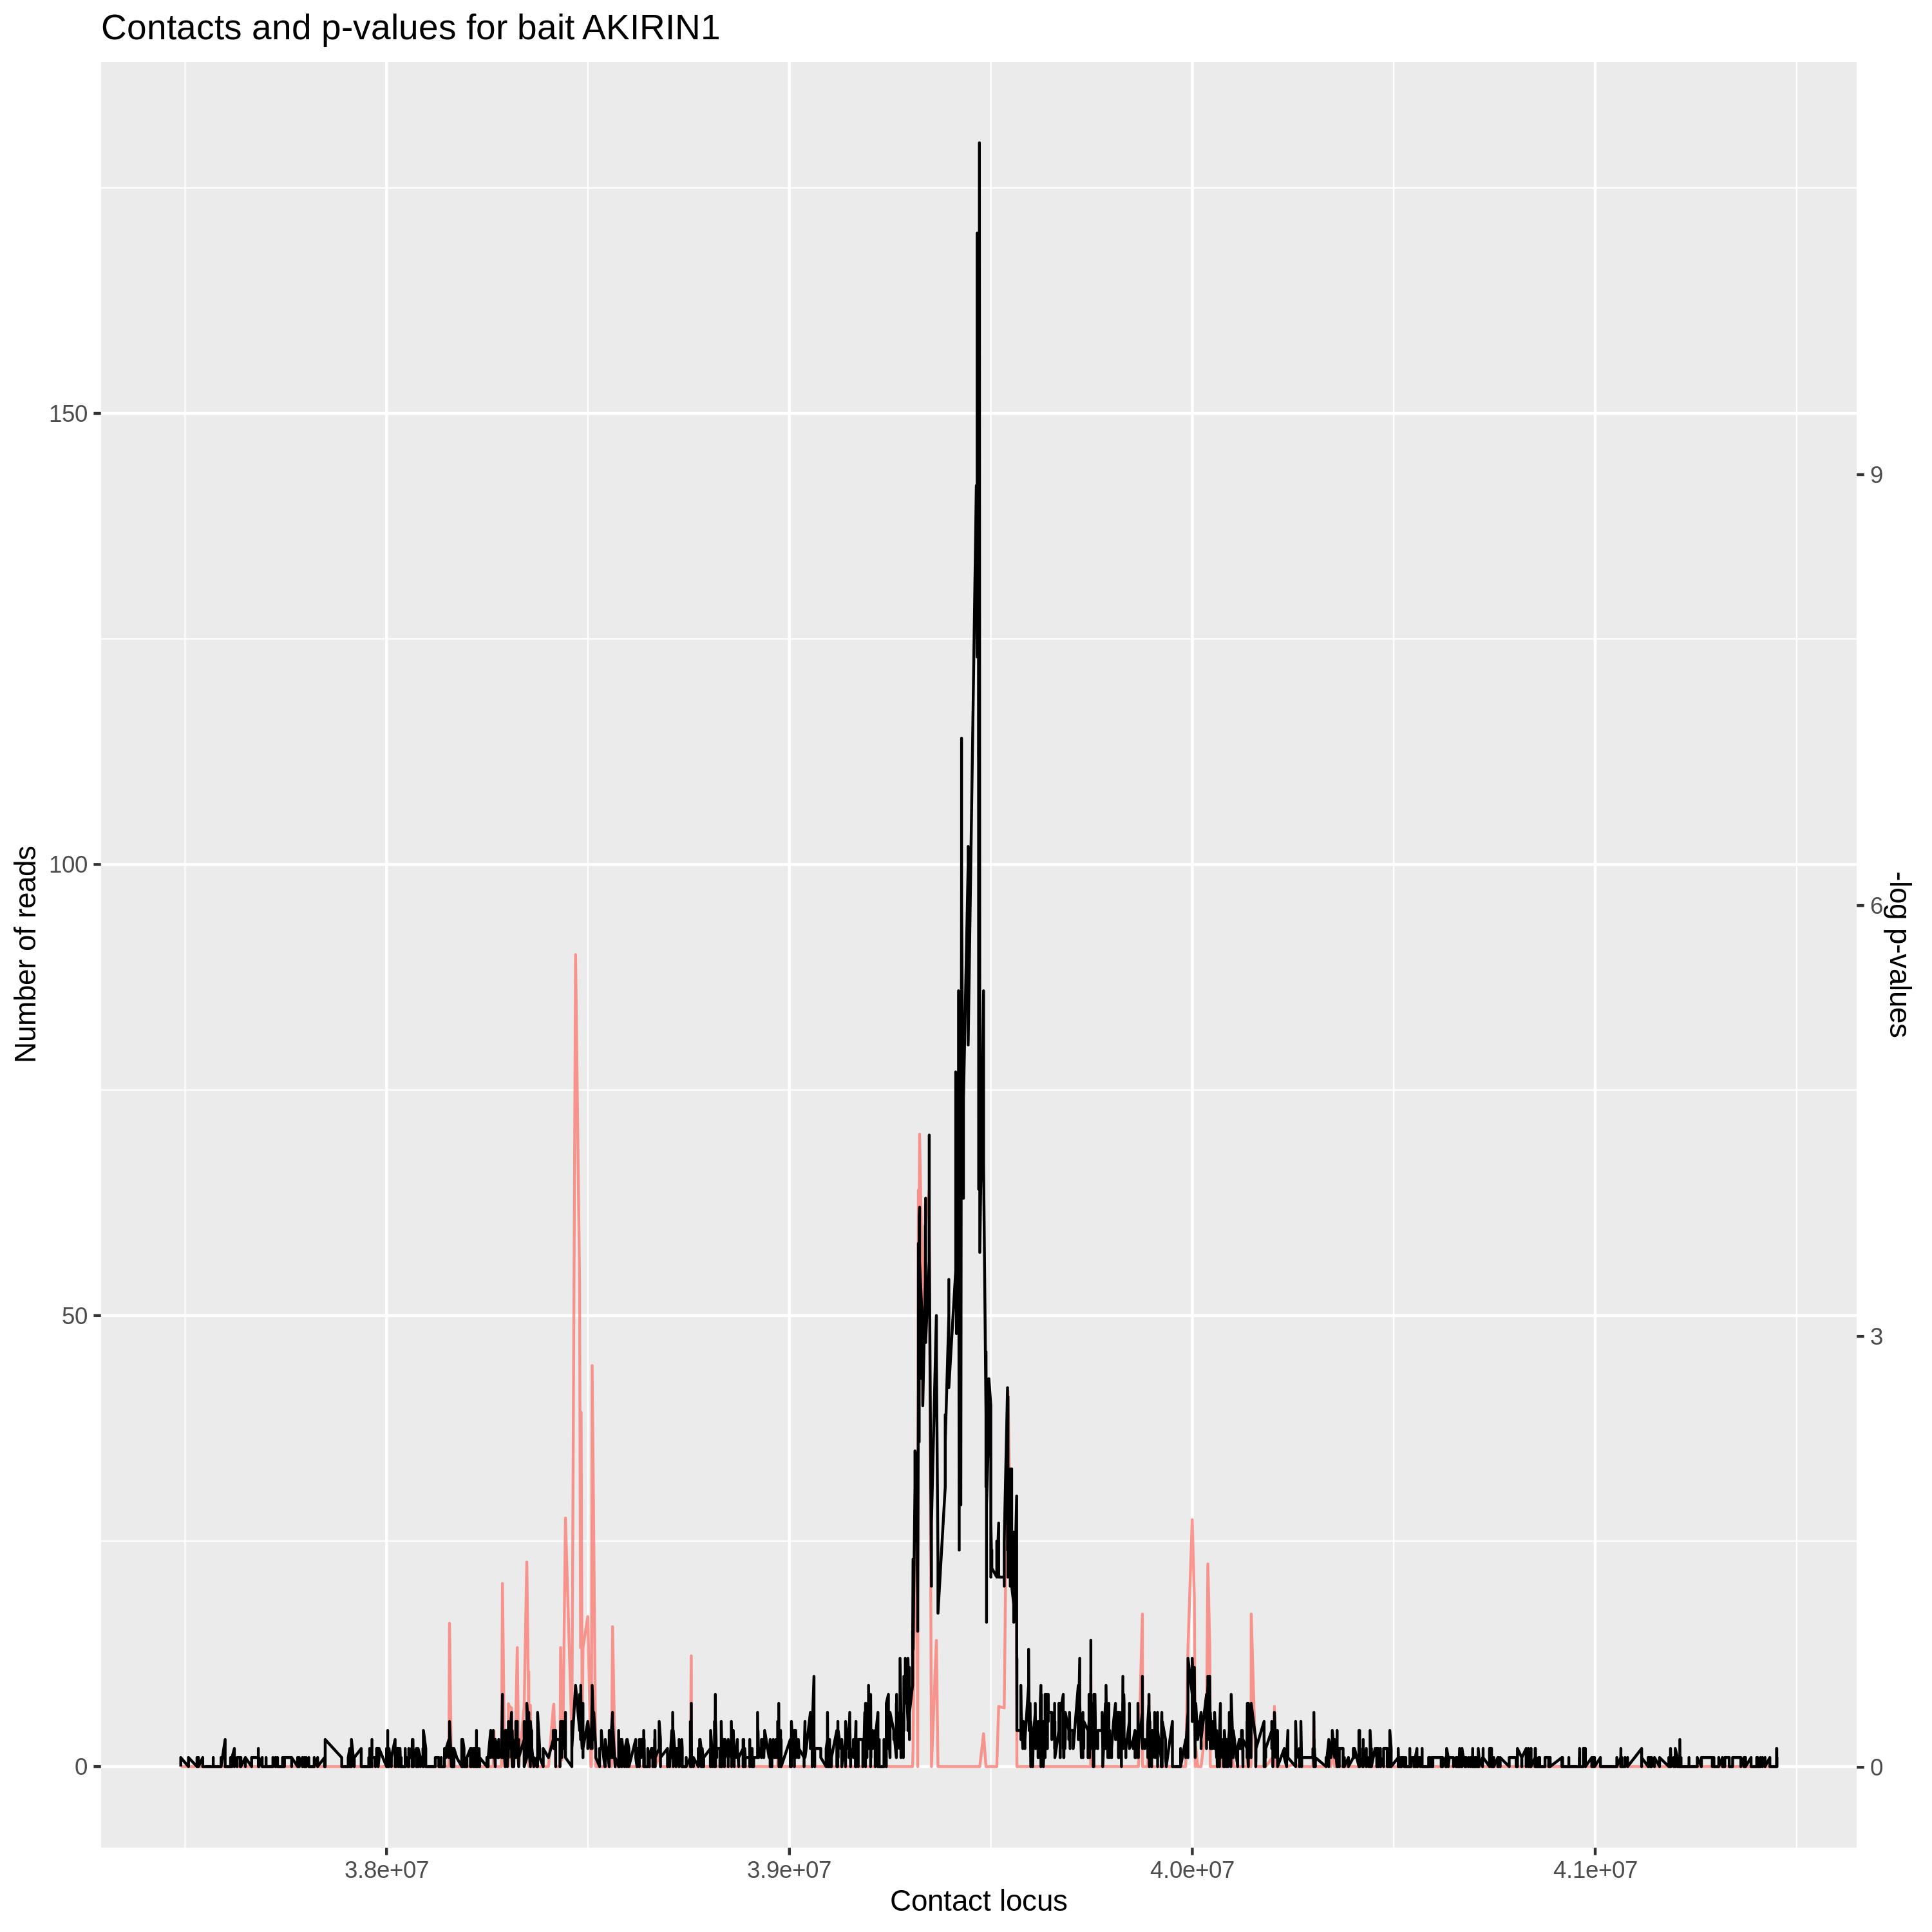 Contacts and p-values for bait AKIRIN1
150
100
50
0
Number of reads
9
6
3
0
-log p-values
3.8e+07
3.9e+07
4.0e+07
4.1e+07
Contact locus